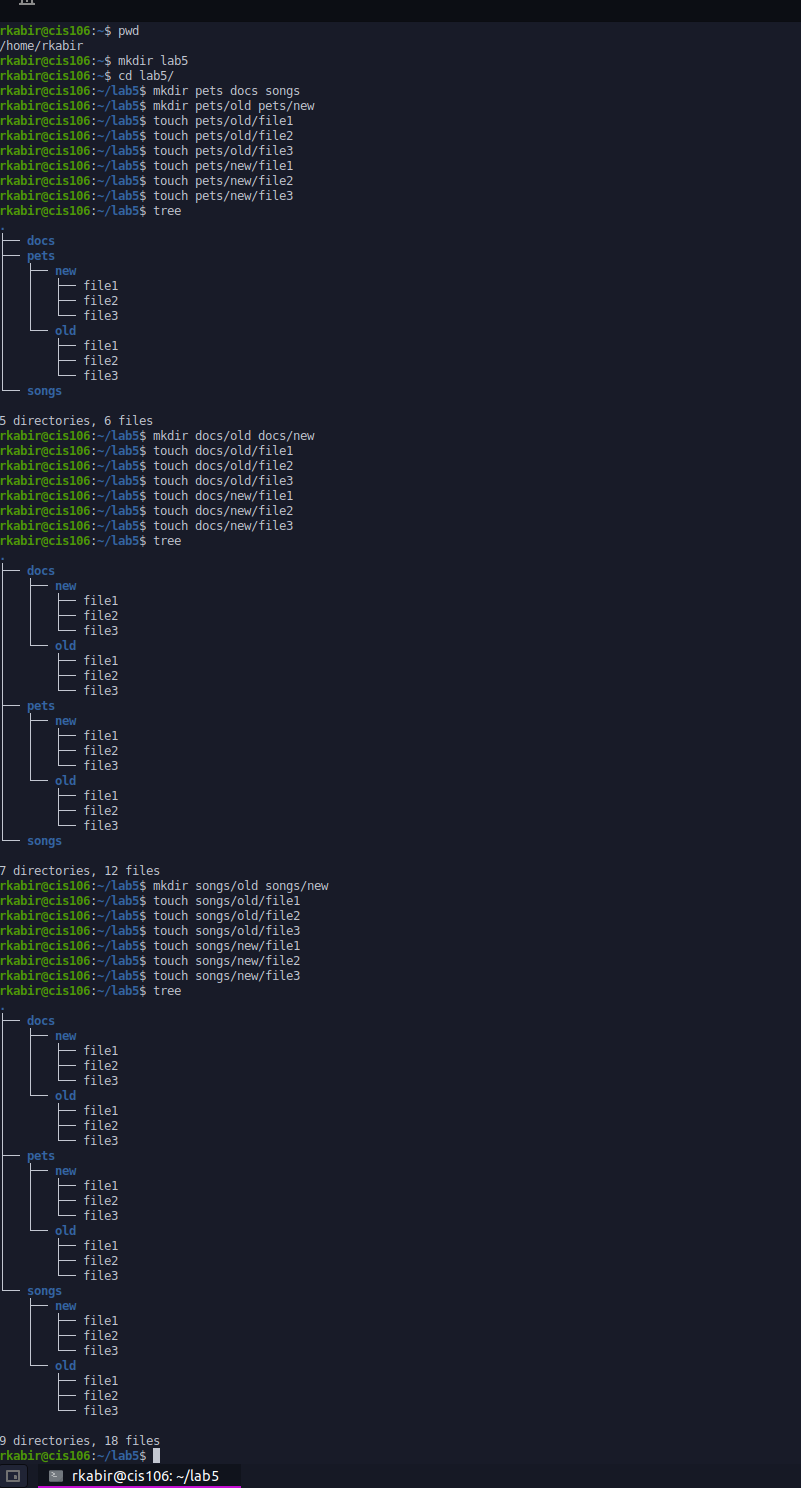 rkabir@cis106:~$ pwd
/home/rkabir
rkabir@cis106:~$ mkdir lab5
rkabir@cis106:~$ cd lab5/
rkabir@cis106:~/lab5$ mkdir pets docs songs
rkabir@cis106:~/lab5$ mkdir pets/old pets/new
rkabir@cis106:~/lab5$ touch pets/old/file1
rkabir@cis106:~/lab5$ touch pets/old/file2
rkabir@cis106:~/lab5$ touch pets/old/file3
rkabir@cis106:~/lab5$ touch pets/new/file1
rkabir@cis106:~/lab5$ touch pets/new/file2
rkabir@cis106:~/lab5$ touch pets/new/file3
rkabir@cis106:~/lab5$ tree
.
├── docs
├── pets
│   ├── new
│   │   ├── file1
│   │   ├── file2
│   │   └── file3
│   └── old
│       ├── file1
│       ├── file2
│       └── file3
└── songs
5 directories, 6 files
rkabir@cis106:~/lab5$ mkdir docs/old docs/new
rkabir@cis106:~/lab5$ touch docs/old/file1
rkabir@cis106:~/lab5$ touch docs/old/file2
rkabir@cis106:~/lab5$ touch docs/old/file3
rkabir@cis106:~/lab5$ touch docs/new/file1
rkabir@cis106:~/lab5$ touch docs/new/file2
rkabir@cis106:~/lab5$ touch docs/new/file3
rkabir@cis106:~/lab5$ tree
.
├── docs
│   ├── new
│   │   ├── file1
│   │   ├── file2
│   │   └── file3
│   └── old
│       ├── file1
│       ├── file2
│       └── file3
├── pets
│   ├── new
│   │   ├── file1
│   │   ├── file2
│   │   └── file3
│   └── old
│       ├── file1
│       ├── file2
│       └── file3
└── songs
7 directories, 12 files
rkabir@cis106:~/lab5$ mkdir songs/old songs/new
rkabir@cis106:~/lab5$ touch songs/old/file1
rkabir@cis106:~/lab5$ touch songs/old/file2
rkabir@cis106:~/lab5$ touch songs/old/file3
rkabir@cis106:~/lab5$ touch songs/new/file1
rkabir@cis106:~/lab5$ touch songs/new/file2
rkabir@cis106:~/lab5$ touch songs/new/file3
rkabir@cis106:~/lab5$ tree
.
├── docs
│   ├── new
│   │   ├── file1
│   │   ├── file2
│   │   └── file3
│   └── old
│       ├── file1
│       ├── file2
│       └── file3
├── pets
│   ├── new
│   │   ├── file1
│   │   ├── file2
│   │   └── file3
│   └── old
│       ├── file1
│       ├── file2
│       └── file3
└── songs
    ├── new
    │   ├── file1
    │   ├── file2
    │   └── file3
    └── old
        ├── file1
        ├── file2
        └── file3
9 directories, 18 files
rkabir@cis106:~/lab5$
rkabir@cis106: ~/lab5